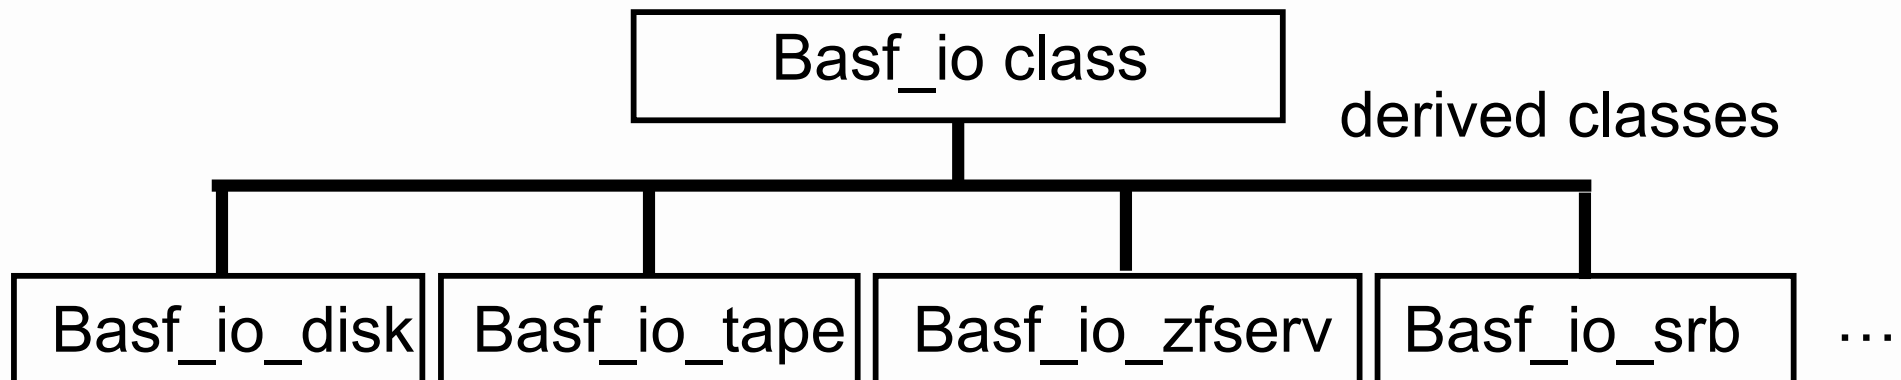 Basf_io class
derived classes
Basf_io_disk
Basf_io_tape
Basf_io_zfserv
Basf_io_srb
...